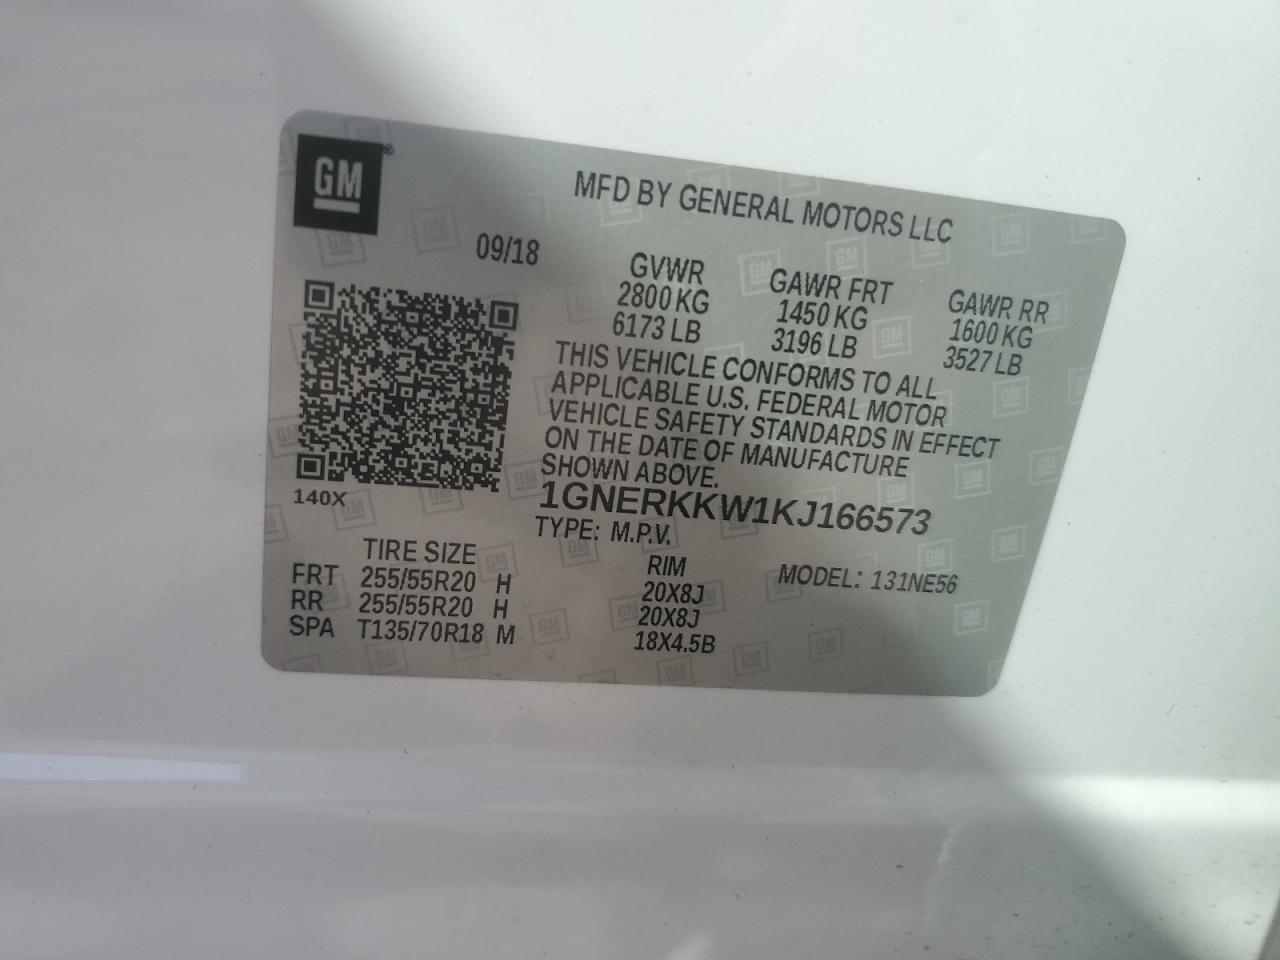 GM®
MFD BY GENERAL MOTORS LLC
09/18
GVWR GAWR FRT GAWR RR
2800 KG 1450 KG 1600 KG
6173 LB 3196 LB 3527 LB
THIS VEHICLE CONFORMS TO ALL
APPLICABLE U.S. FEDERAL MOTOR
VEHICLE SAFETY STANDARDS IN EFFECT
ON THE DATE OF MANUFACTURE
SHOWN ABOVE.
140X
1GNERKKW1KJ166573
TYPE: M.P.V.
MODEL: 131NE56
TIRE SIZE RIM
FRT 255/55R20 H 20X8J
RR 255/55R20 H 20X8J
SPA T135/70R18 M 18X4.5B